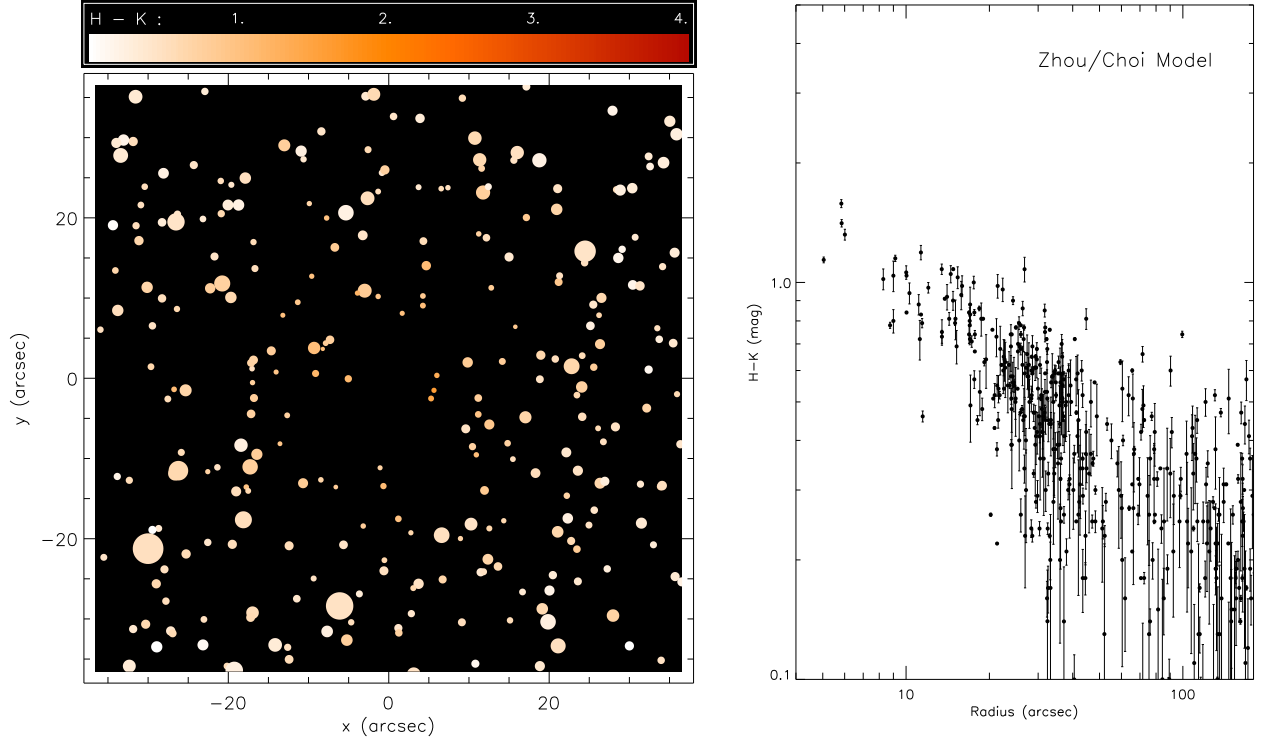 H - K : 1. 2. 3. 4.
20
0
-20
y (arcsec)
-20 0 20
x (arcsec)
Zhou/Choi Model
1.0
0.1
H-K (mag)
10 100
Radius (arcsec)